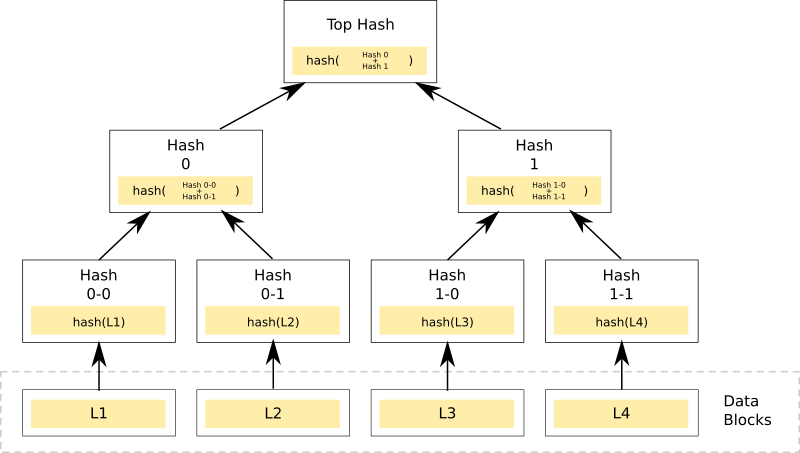 Top Hash
hash( Hash 0 + Hash 1 )
Hash
0
hash( Hash 0-0 + Hash 0-1 )
Hash
1
hash( Hash 1-0 + Hash 1-1 )
Hash
0-0
hash(L1)
Hash
0-1
hash(L2)
Hash
1-0
hash(L3)
Hash
1-1
hash(L4)
L1
L2
L3
L4
Data
Blocks